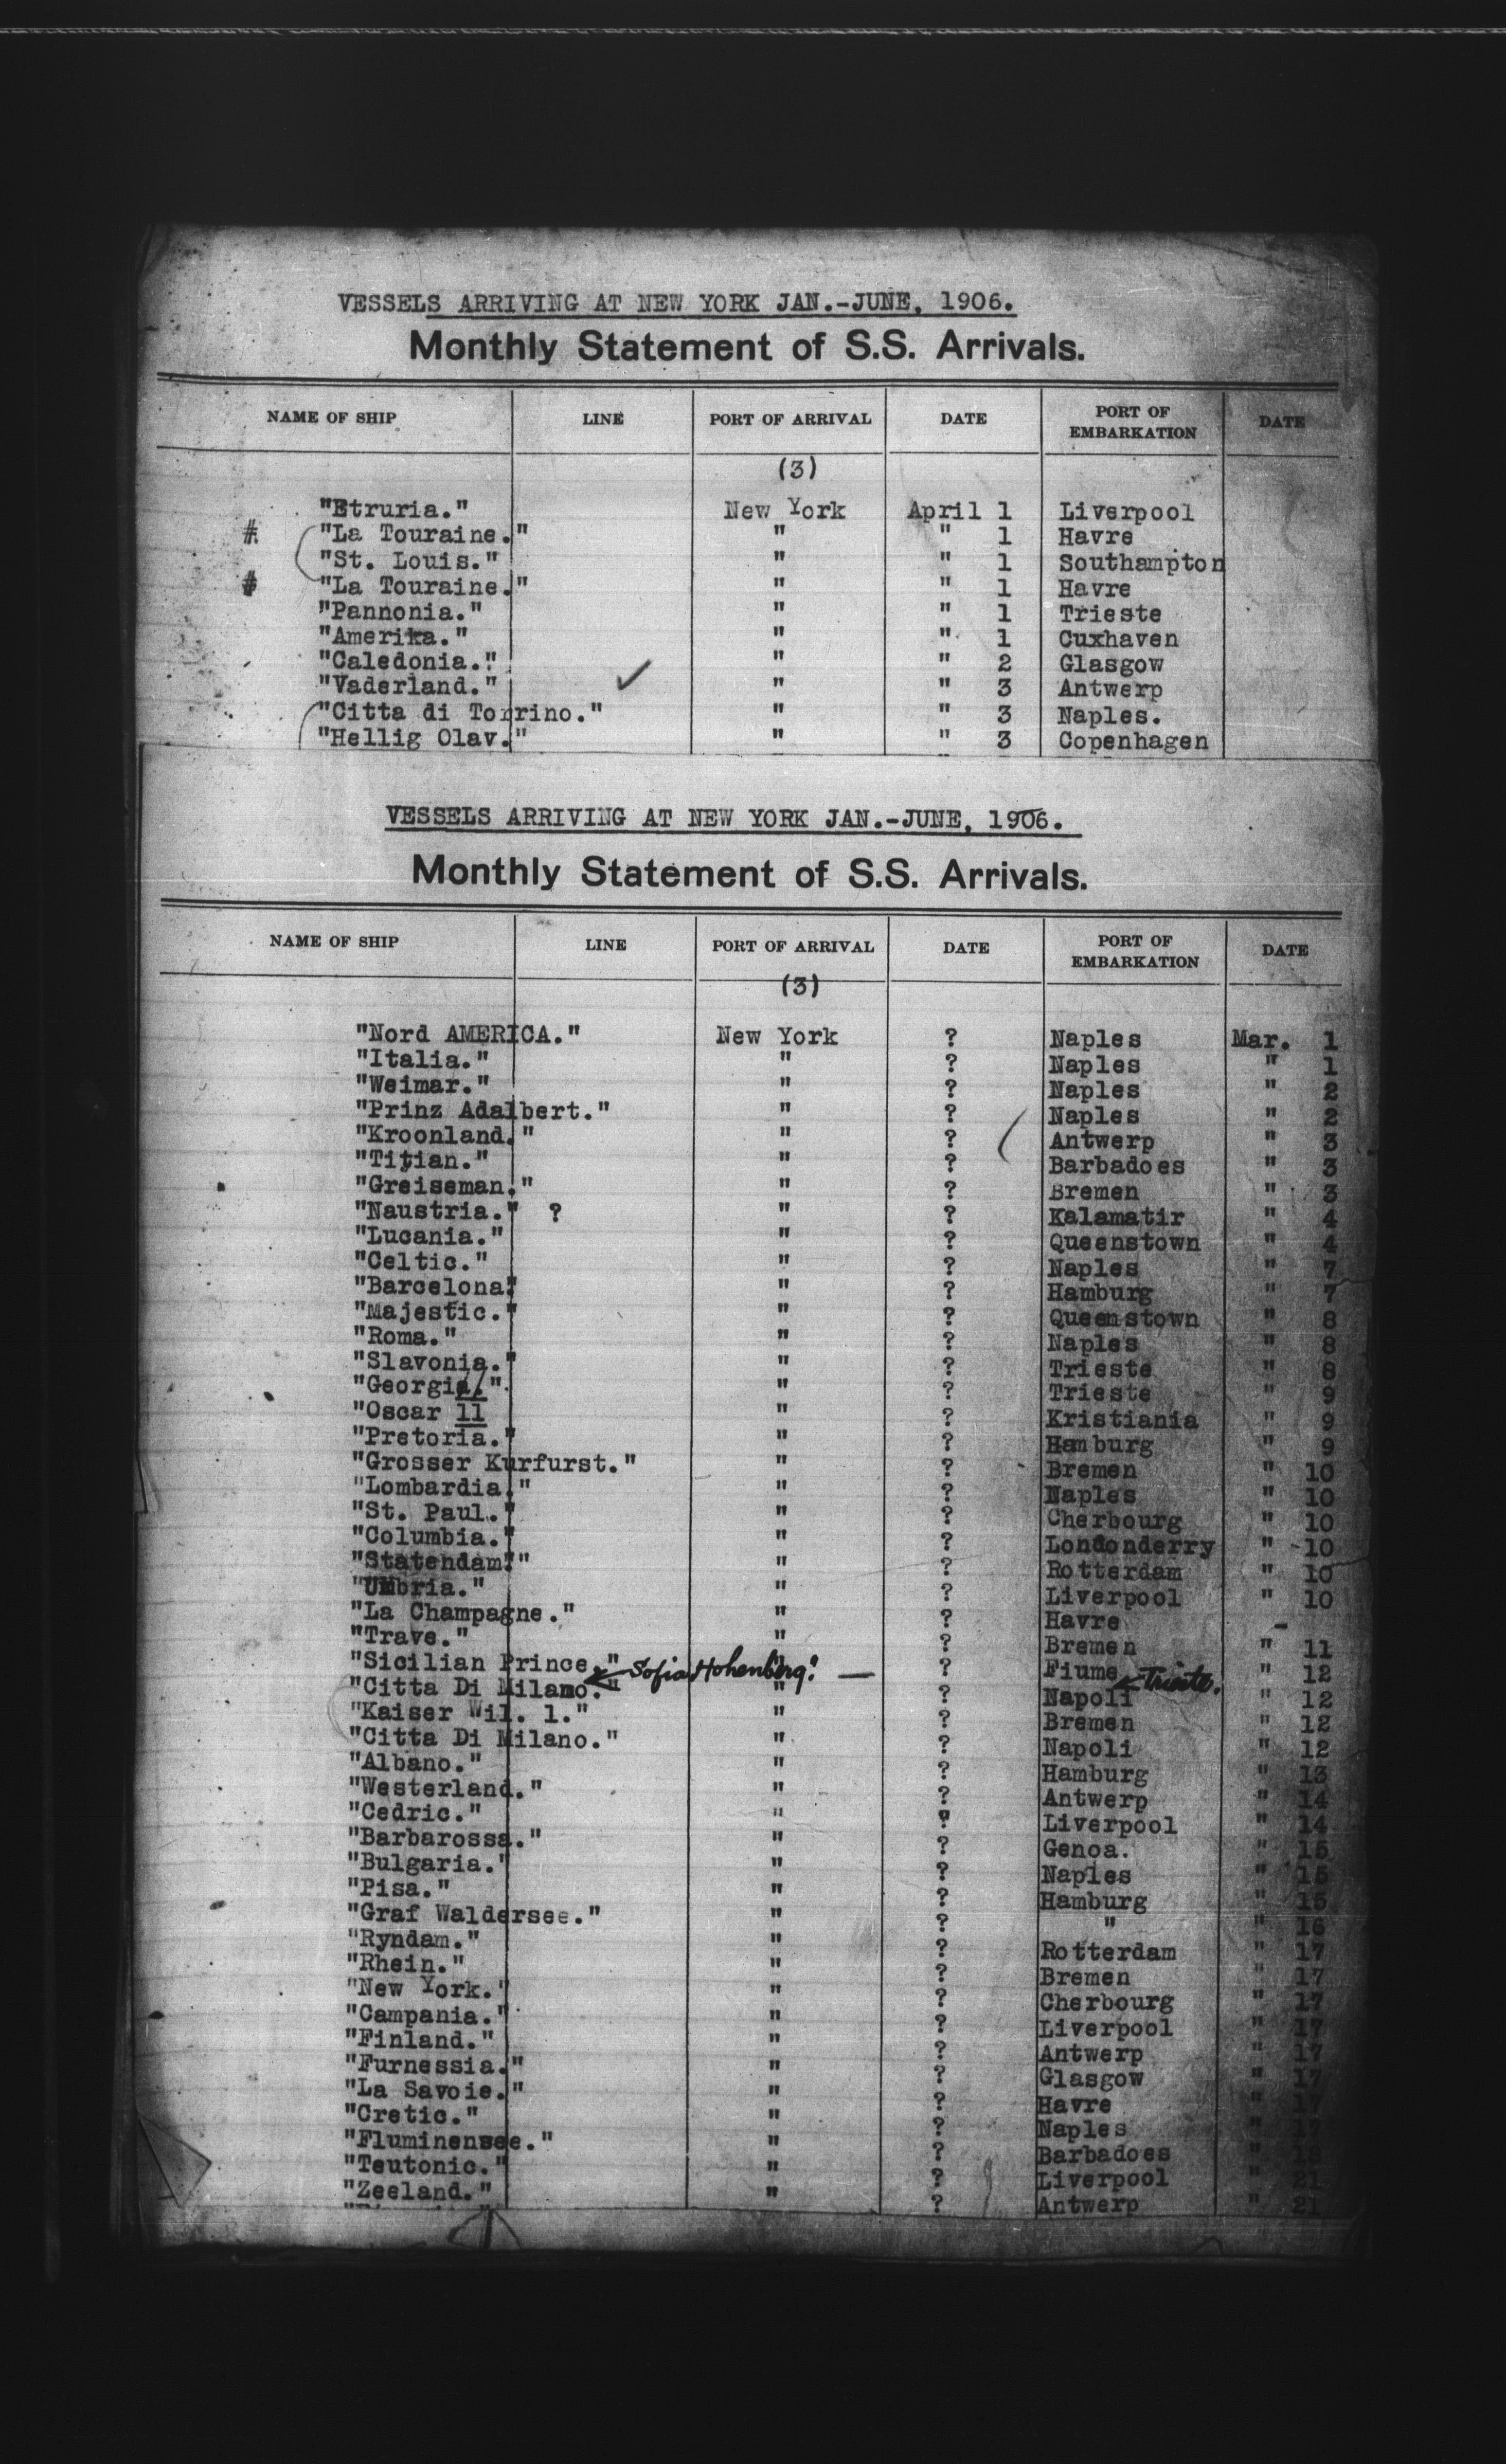 VESSELS ARRIVING AT NEW YORK JAN.-JUNE, 1906.
Monthly Statement of S.S. Arrivals.
NAME OF SHIP LINE PORT OF ARRIVAL DATE PORT OF EMBARKATION DATE
(3)
"Etruria." New York April 1 Liverpool
# "La Touraine." " " 1 Havre
"St. Louis." " " 1 Southampton
# "La Touraine." " " 1 Havre
"Pannonia." " " 1 Trieste
"Amerika." " " 1 Cuxhaven
"Caledonia." " " 2 Glasgow
"Vaderland." ✓ " " 3 Antwerp
"Citta di Torrino." " " 3 Naples.
"Hellig Olav." " " 3 Copenhagen
VESSELS ARRIVING AT NEW YORK JAN.-JUNE, 1906.
Monthly Statement of S.S. Arrivals.
NAME OF SHIP LINE PORT OF ARRIVAL DATE PORT OF EMBARKATION DATE
(3)
"Nord AMERICA." New York ? Naples Mar. 1
"Italia." " ? Naples " 1
"Weimar." " ? Naples " 2
"Prinz Adalbert." " ? Naples " 2
"Kroonland." " ? Antwerp " 3
"Titian." " ? Barbadoes " 3
"Greiseman." " ? Bremen " 3
"Naustria." ? " ? Kalamatir " 4
"Lucania." " ? Queenstown " 4
"Celtic." " ? Naples " 7
"Barcelona" " ? Hamburg " 7
"Majestic." " ? Queenstown " 8
"Roma." " ? Naples " 8
"Slavonia." " ? Trieste " 8
"Georgia." " ? Trieste " 9
"Oscar 11 " ? Kristiania " 9
"Pretoria." " ? Hamburg " 9
"Grosser Kurfurst." " ? Bremen " 10
"Lombardia." " ? Naples " 10
"St. Paul." " ? Cherbourg " 10
"Columbia." " ? Londonderry " 10
"Statendam." " ? Rotterdam " 10
"Umbria." " ? Liverpool " 10
"La Champagne." " ? Havre -
"Trave." " ? Bremen " 11
"Sicilian Prince." Sofia Hohenberg? — " ? Fiume Trieste. " 12
"Citta Di Milamo." " ? Napoli " 12
"Kaiser Wil. 1." " ? Bremen " 12
"Citta Di Milano." " ? Napoli " 12
"Albano." " ? Hamburg " 13
"Westerland." " ? Antwerp " 14
"Cedric." " ? Liverpool " 14
"Barbarossa." " ? Genoa. " 15
"Bulgaria." " ? Naples " 15
"Pisa." " ? Hamburg " 15
"Graf Waldersee." " ? " " 16
"Ryndam." " ? Rotterdam " 17
"Rhein." " ? Bremen " 17
"New York." " ? Cherbourg " 17
"Campania." " ? Liverpool " 17
"Finland." " ? Antwerp " 17
"Furnessia." " ? Glasgow " 17
"La Savoie." " ? Havre " 17
"Cretic." " ? Naples " 17
"Fluminensee." " ? Barbadoes " 18
"Teutonic." " ? Liverpool " 21
"Zeeland." " ? Antwerp " 21